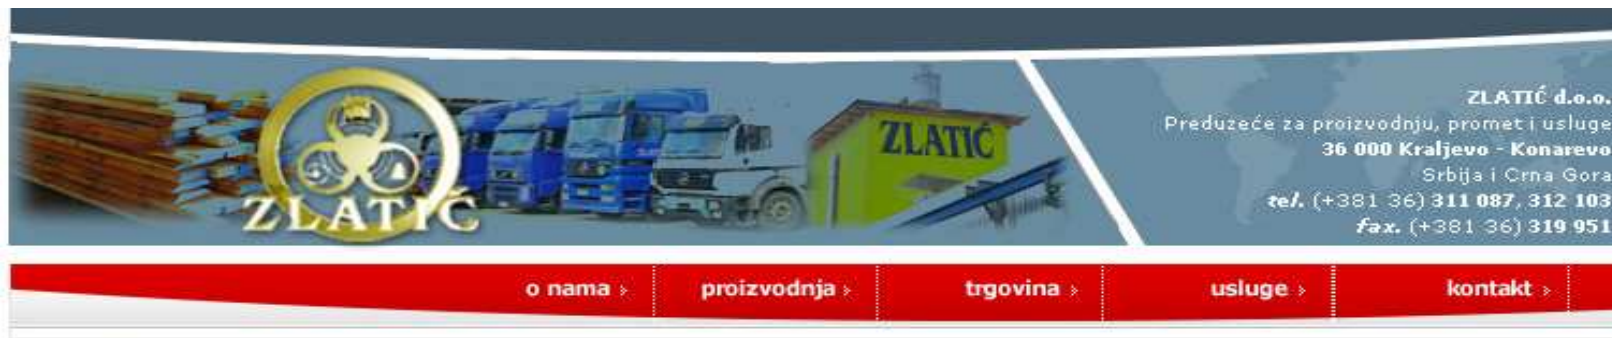 ZLATIĆ
ZLATIĆ
ZLATIĆ d.o.o.
Preduzeće za proizvodnju, promet i usluge
36 000 Kraljevo - Konarevo
Srbija i Crna Gora
tel. (+381 36) 311 087, 312 103
fax. (+381 36) 319 951
o nama
proizvodnja
trgovina
usluge
kontakt